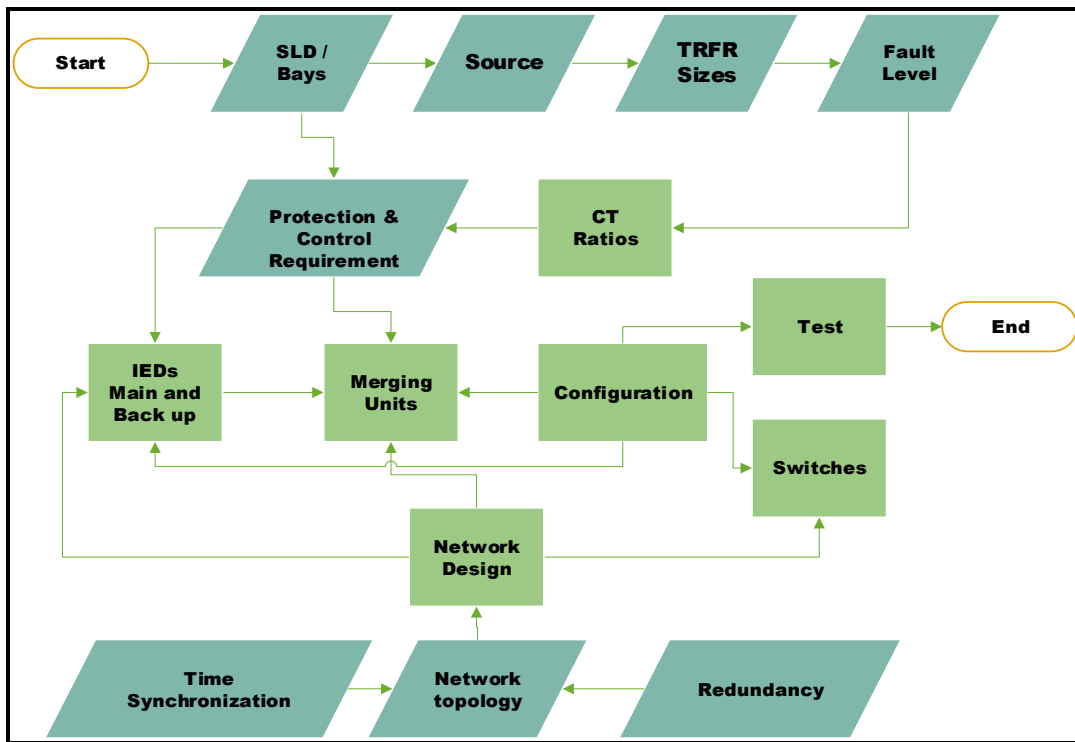 Start
SLD /
Bays
Source
TRFR
Sizes
Fault
Level
Protection &
Control
Requirement
CT
Ratios
Test
End
IEDs
Main and
Back up
Merging
Units
Configuration
Switches
Network
Design
Time
Synchronization
Network
topology
Redundancy